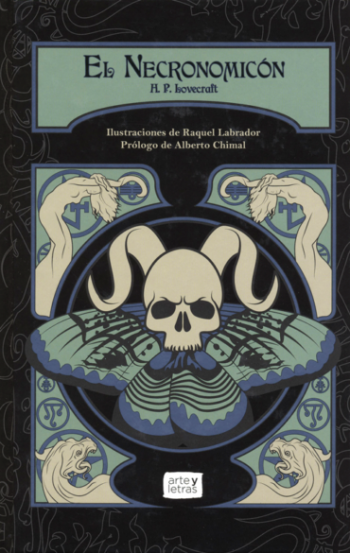 El Necronomicón
H. P. Lovecraft
Ilustraciones de Raquel Labrador
Prólogo de Alberto Chimal
arte y
letras